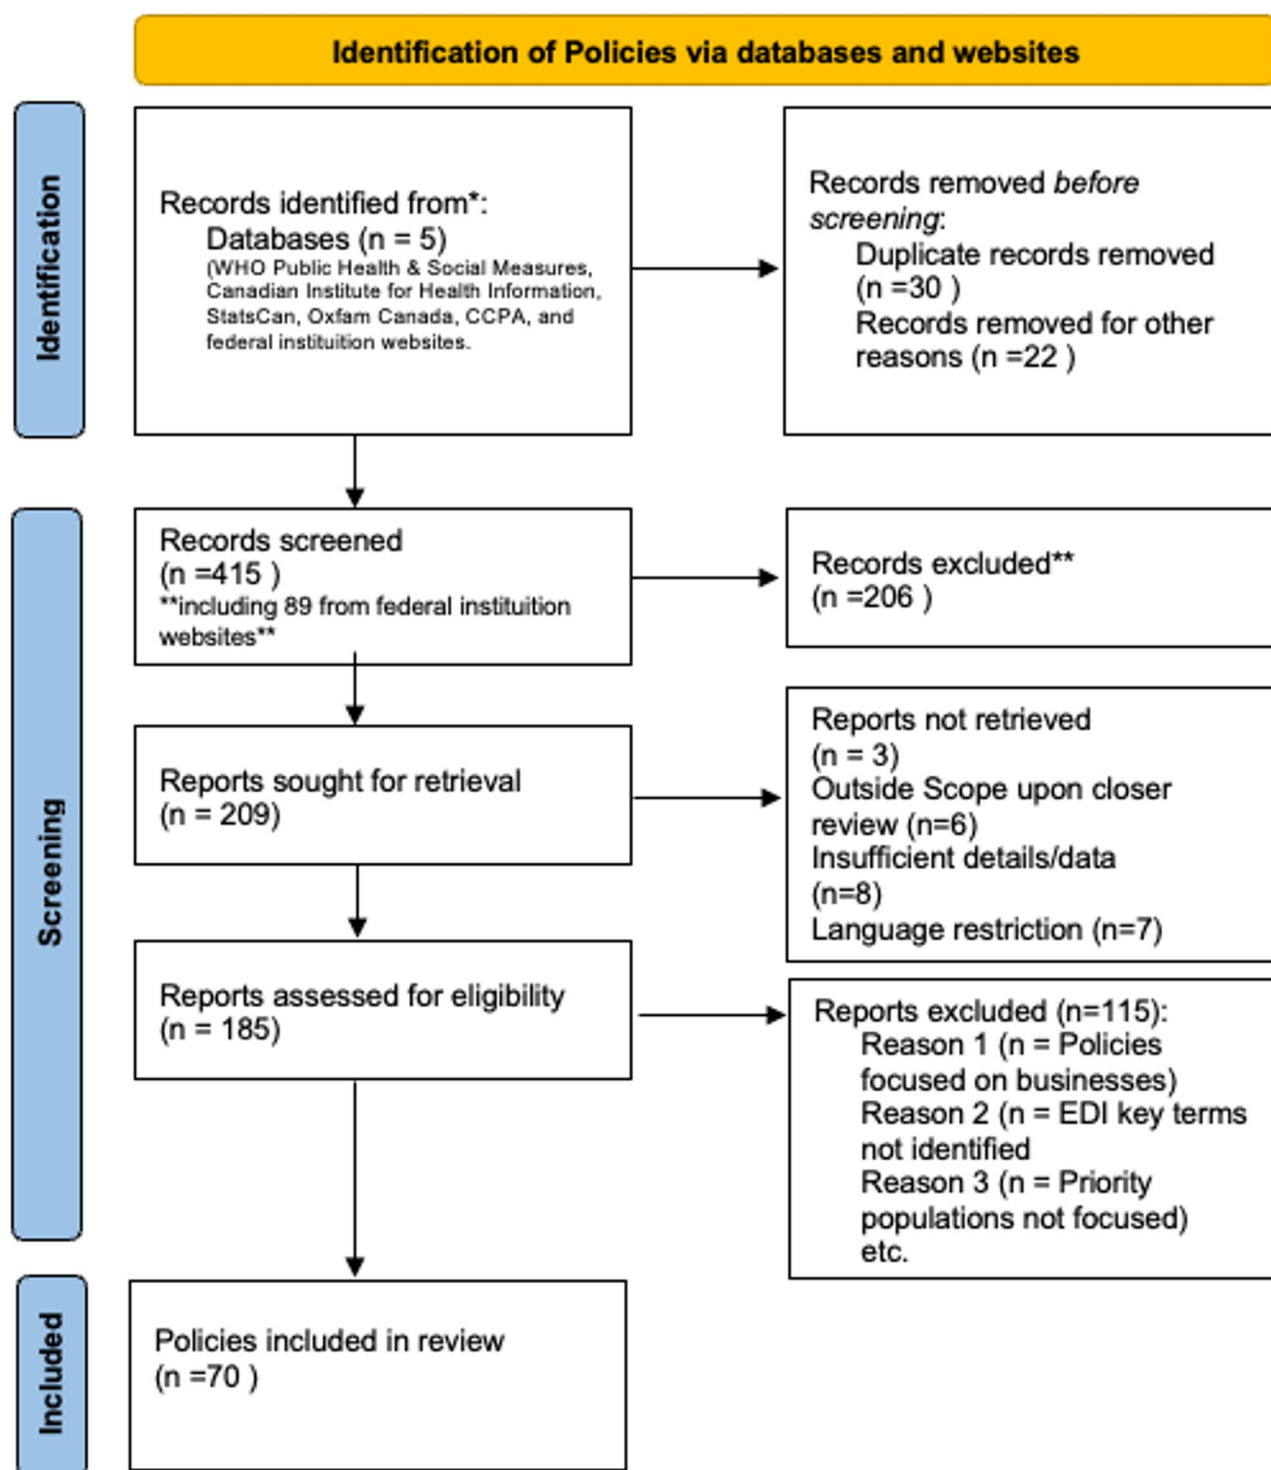 Identification of Policies via databases and websites
Identification
Records identified from*:
Databases (n = 5)
(WHO Public Health & Social Measures,
Canadian Institute for Health Information,
StatsCan, Oxfam Canada, CCPA, and
federal instituition websites.
Records removed before
screening:
Duplicate records removed
(n =30 )
Records removed for other
reasons (n =22 )
Screening
Records screened
(n =415 )
**including 89 from federal instituition
websites**
Records excluded**
(n =206 )
Reports sought for retrieval
(n = 209)
Reports not retrieved
(n = 3)
Outside Scope upon closer
review (n=6)
Insufficient details/data
(n=8)
Language restriction (n=7)
Reports assessed for eligibility
(n = 185)
Reports excluded (n=115):
Reason 1 (n = Policies
focused on businesses)
Reason 2 (n = EDI key terms
not identified
Reason 3 (n = Priority
populations not focused)
etc.
Included
Policies included in review
(n =70 )